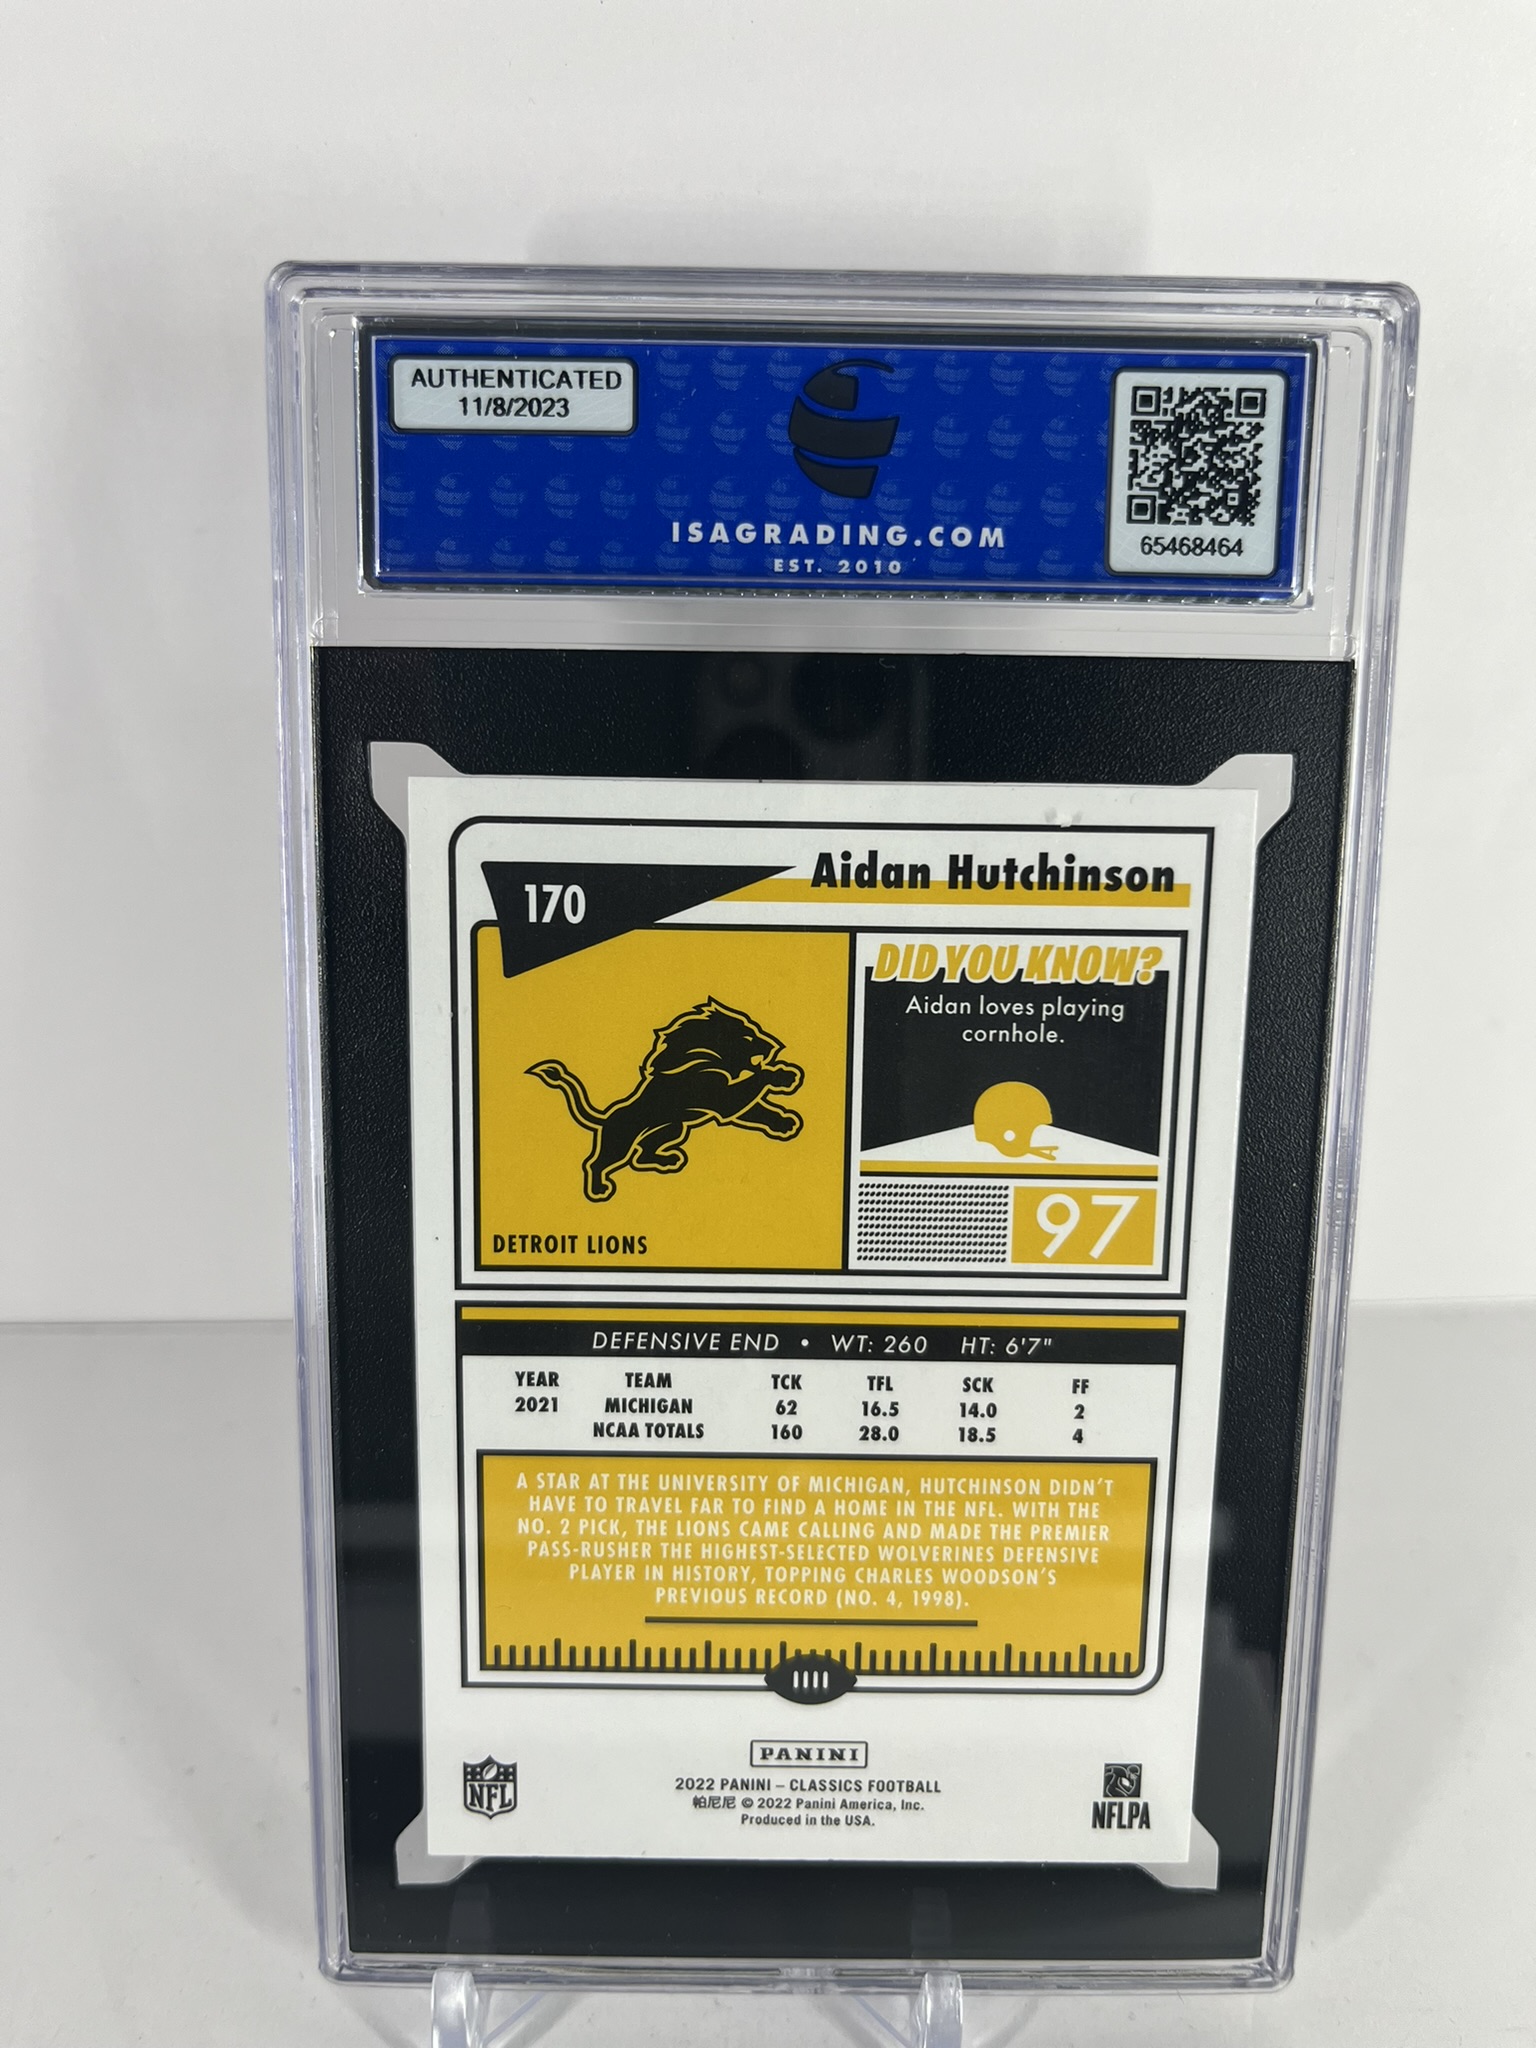 AUTHENTICATED
11/8/2023
ISAGRADING.COM
EST. 2010
65468464
170
Aidan Hutchinson
DID YOU KNOW?
Aidan loves playing
cornhole.
97
DETROIT LIONS
DEFENSIVE END • WT: 260 HT: 6'7"
YEAR TEAM TCK TFL SCK FF
2021 MICHIGAN 62 16.5 14.0 2
NCAA TOTALS 160 28.0 18.5 4
A STAR AT THE UNIVERSITY OF MICHIGAN, HUTCHINSON DIDN'T
HAVE TO TRAVEL FAR TO FIND A HOME IN THE NFL. WITH THE
NO. 2 PICK, THE LIONS CAME CALLING AND MADE THE PREMIER
PASS-RUSHER THE HIGHEST-SELECTED WOLVERINES DEFENSIVE
PLAYER IN HISTORY, TOPPING CHARLES WOODSON'S
PREVIOUS RECORD (NO. 4, 1998).
PANINI
NFL
2022 PANINI – CLASSICS FOOTBALL
帕尼尼 © 2022 Panini America, Inc.
Produced in the USA.
NFLPA